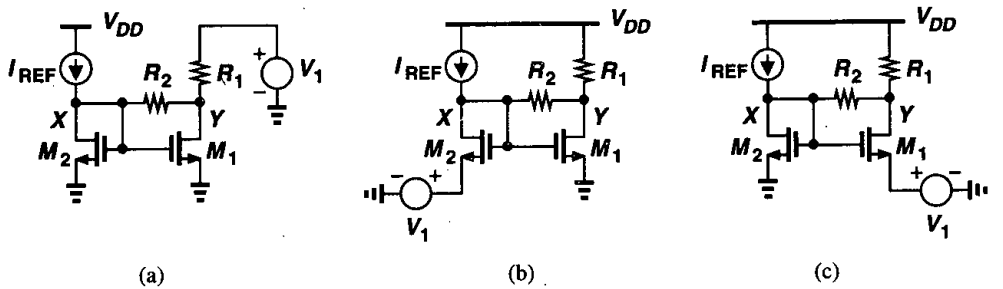 V_DD
I_REF
R_2
R_1
+
−
V_1
X
Y
M_2
M_1
(a)
V_DD
I_REF
R_2
R_1
X
Y
M_2
M_1
− +
V_1
(b)
V_DD
I_REF
R_2
R_1
X
Y
M_2
M_1
+ −
V_1
(c)